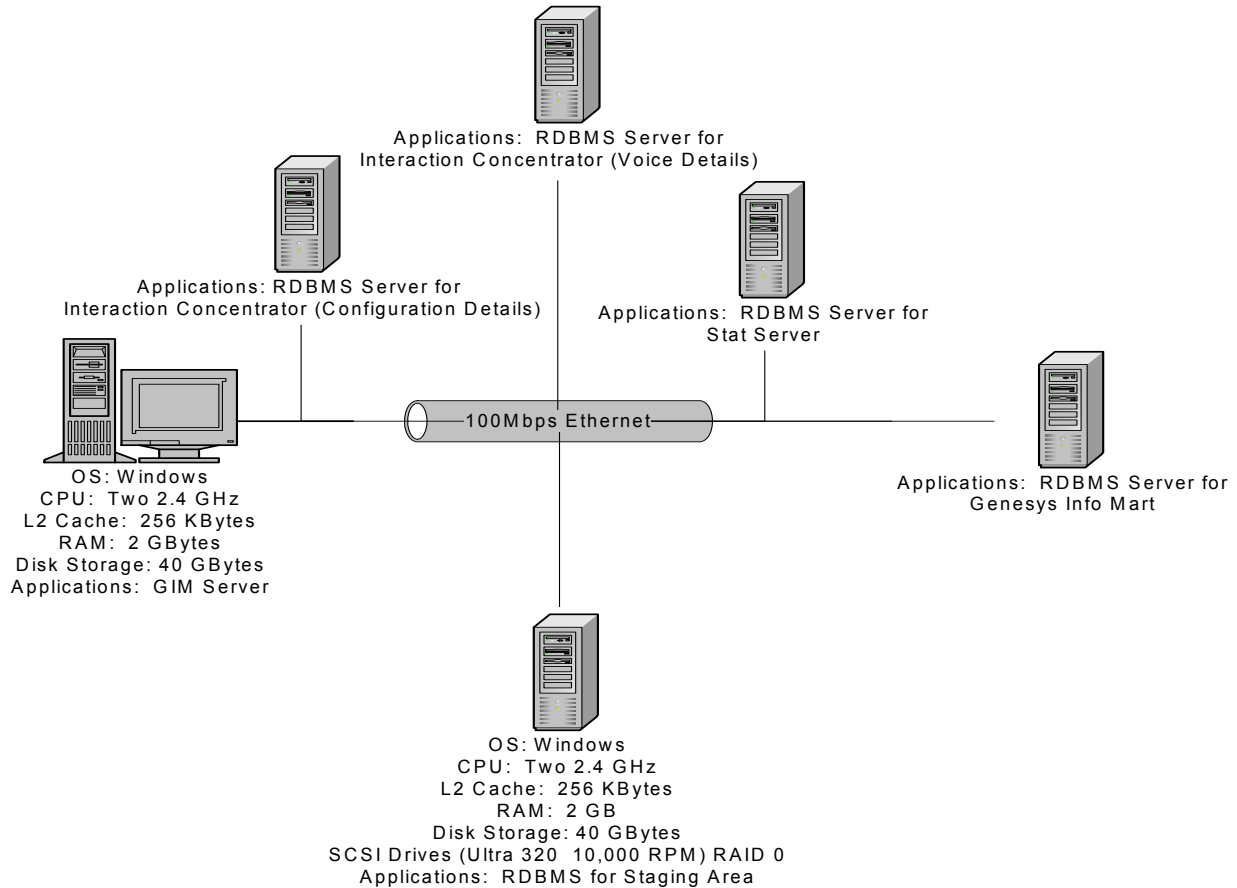 Applications: RDBMS Server for
Interaction Concentrator (Voice Details)
Applications: RDBMS Server for
Interaction Concentrator (Configuration Details)
Applications: RDBMS Server for
Stat Server
100Mbps Ethernet
Applications: RDBMS Server for
Genesys Info Mart
OS: Windows
CPU: Two 2.4 GHz
L2 Cache: 256 KBytes
RAM: 2 GBytes
Disk Storage: 40 GBytes
Applications: GIM Server
OS: Windows
CPU: Two 2.4 GHz
L2 Cache: 256 KBytes
RAM: 2 GB
Disk Storage: 40 GBytes
SCSI Drives (Ultra 320 10,000 RPM) RAID 0
Applications: RDBMS for Staging Area